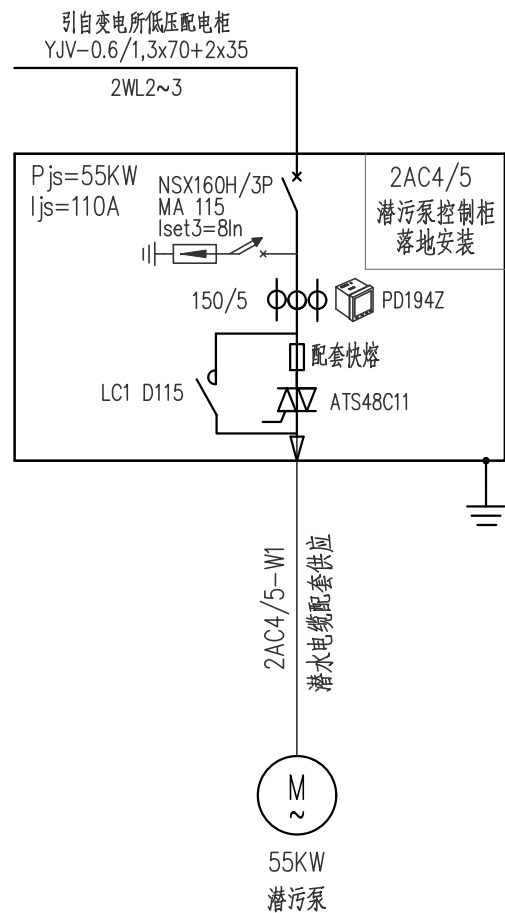 引自变电所低压配电柜
YJV-0.6/1,3x70+2x35
2WL2~3
Pjs=55KW
Ijs=110A
NSX160H/3P
MA 115
Iset3=8In
2AC4/5
潜污泵控制柜
落地安装
150/5
PD194Z
配套快熔
LC1 D115
ATS48C11
2AC4/5-W1
潜水电缆配套供应
M
~
55KW
潜污泵